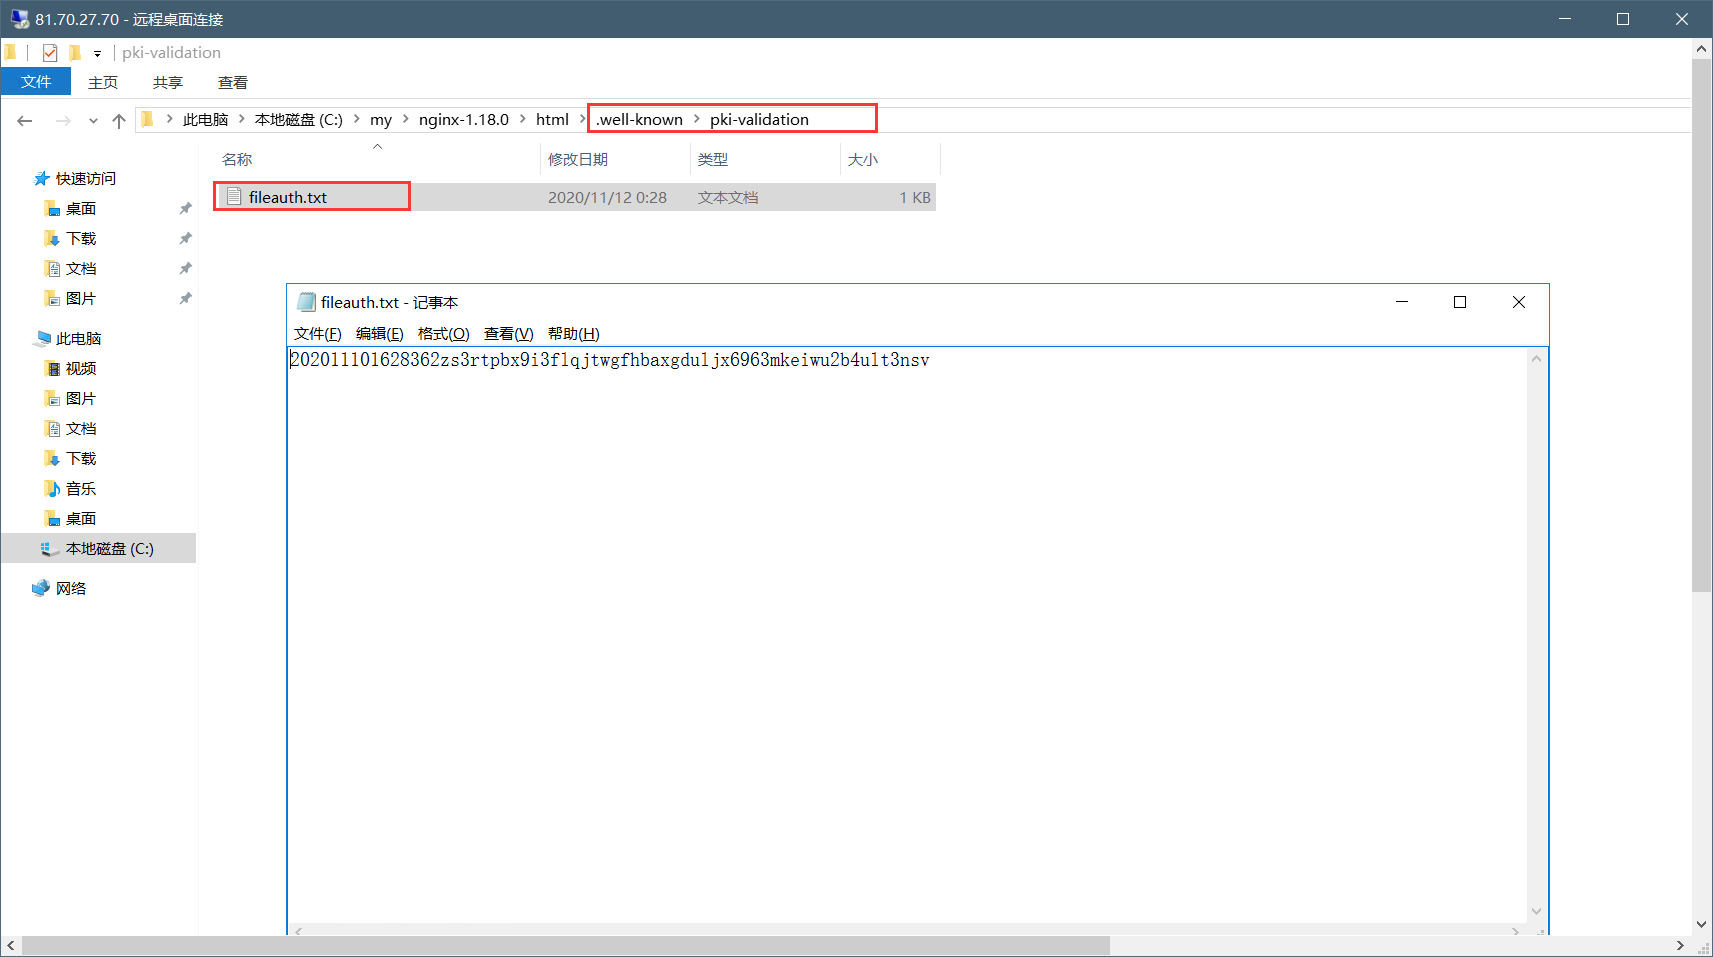 81.70.27.70 - 远程桌面连接
pki-validation
文件 主页 共享 查看
此电脑 本地磁盘 (C:) my nginx-1.18.0 html .well-known pki-validation
名称 修改日期 类型 大小
fileauth.txt 2020/11/12 0:28 文本文档 1 KB
快速访问
桌面
下载
文档
图片
此电脑
视频
图片
文档
下载
音乐
桌面
本地磁盘 (C:)
网络
fileauth.txt - 记事本
文件(F) 编辑(E) 格式(O) 查看(V) 帮助(H)
202011101628362zs3rtpbx9i3flqjtwgfhbaxgduljx6963mkeiwu2b4ult3nsv